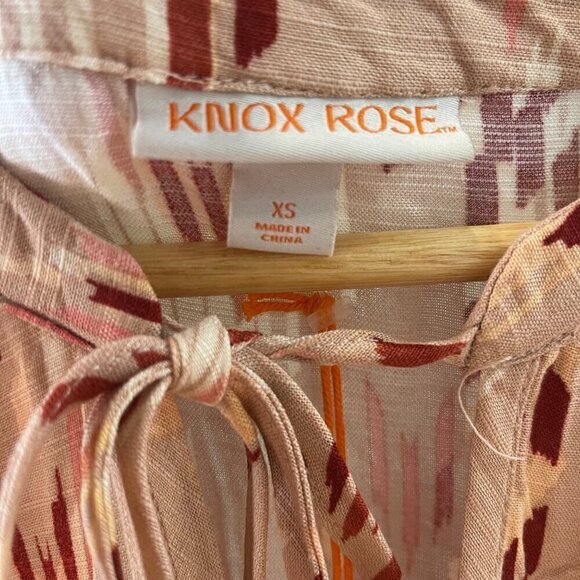 KNOX ROSE™
XS
MADE IN
CHINA